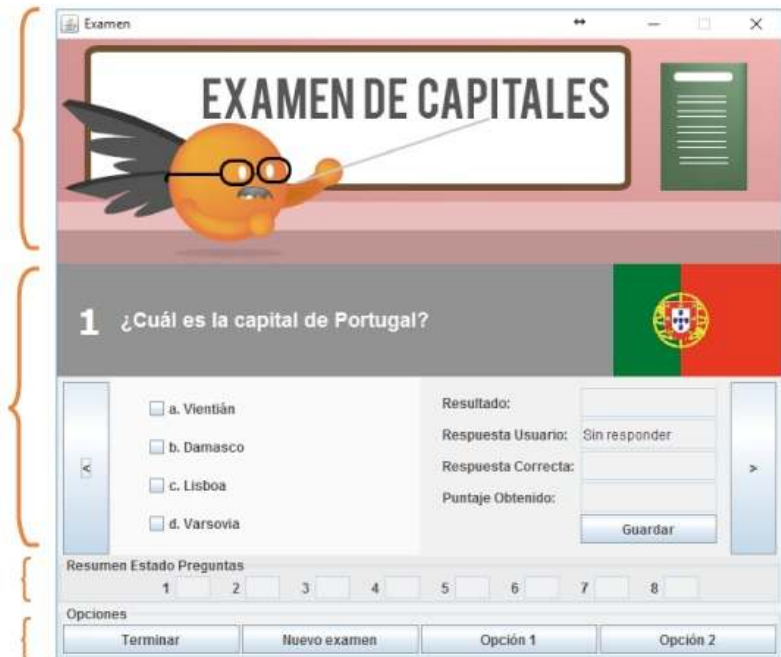 Examen
EXAMEN DE CAPITALES
1 ¿Cuál es la capital de Portugal?
<
a. Vientián
b. Damasco
c. Lisboa
d. Varsovia
Resultado:
Respuesta Usuario: Sin responder
Respuesta Correcta:
Puntaje Obtenido:
Guardar
>
Resumen Estado Preguntas
1 2 3 4 5 6 7 8
Opciones
Terminar Nuevo examen Opción 1 Opción 2